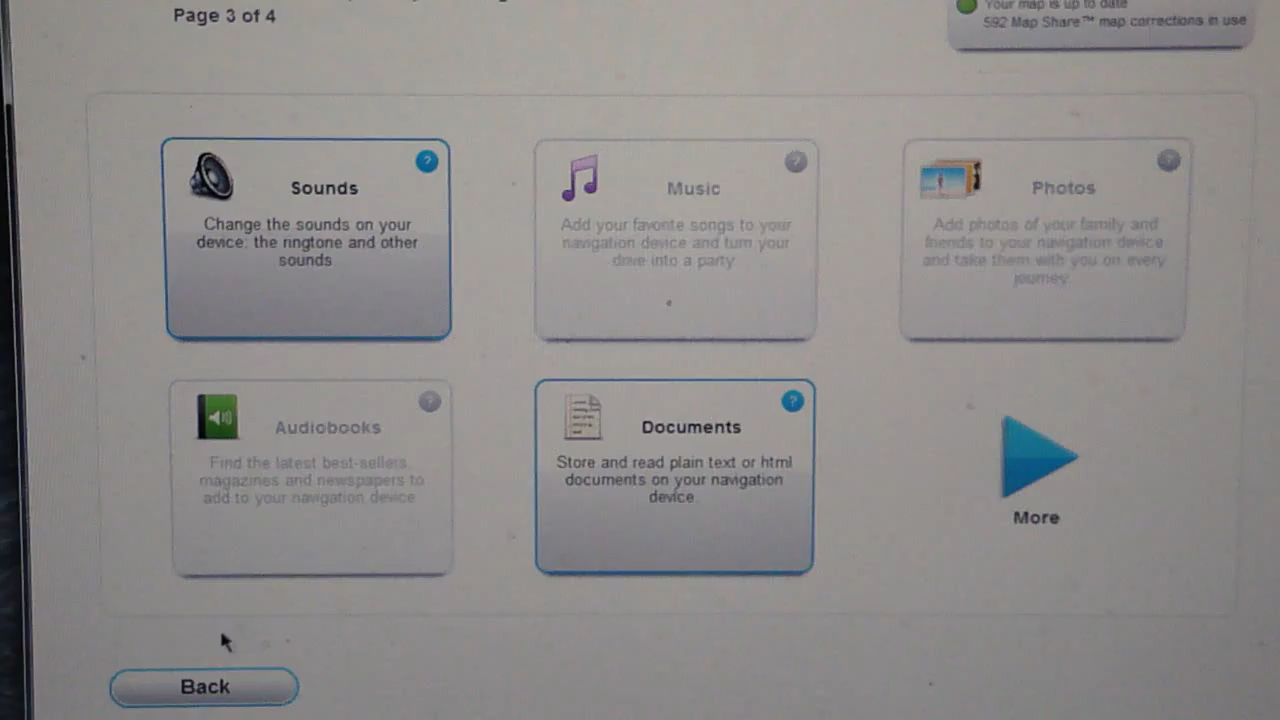 Page 3 of 4
Your map is up to date
592 Map Share™ map corrections in use
?
Sounds
Change the sounds on your
device: the ringtone and other
sounds
?
Music
Add your favorite songs to your
navigation device and turn your
drive into a party
?
Photos
Add photos of your family and
friends to your navigation device
and take them with you on every
journey.
?
Audiobooks
Find the latest best-sellers,
magazines and newspapers to
add to your navigation device
?
Documents
Store and read plain text or html
documents on your navigation
device.
More
Back